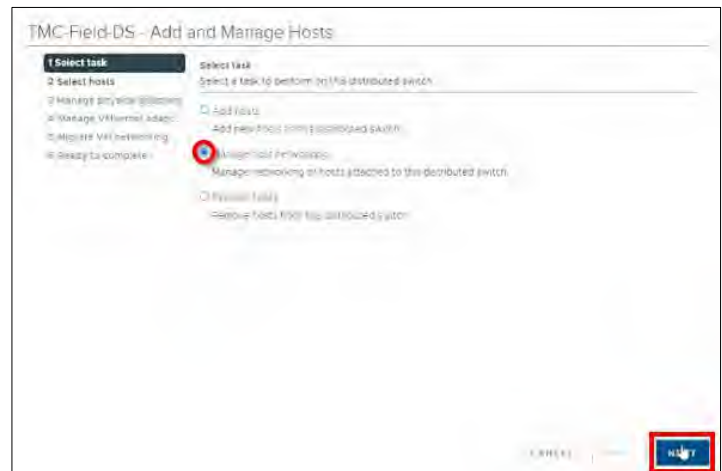 TMC-Field-DS - Add and Manage Hosts
1 Select task
2 Select hosts
3 Manage physical adapters
4 Manage VMkernel adapt...
5 Migrate VM networking
6 Ready to complete
Select task
Select a task to perform on this distributed switch.
Add hosts
Add new hosts to this distributed switch.
Manage host networking
Manage networking of hosts attached to this distributed switch.
Remove hosts
Remove hosts from this distributed switch.
CANCEL
NEXT